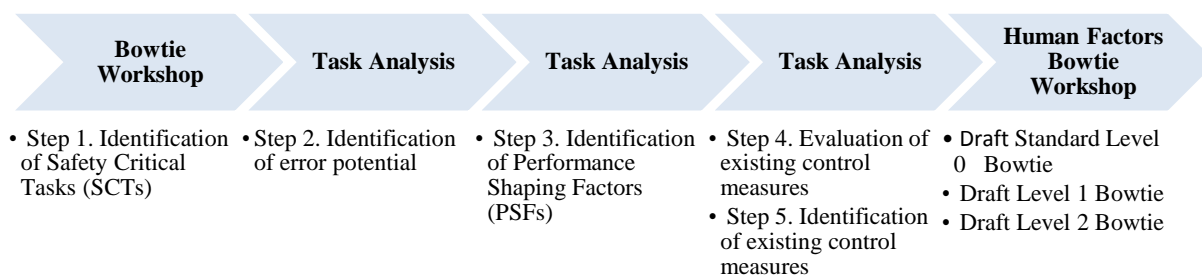 Bowtie
Workshop
Task Analysis
Task Analysis
Task Analysis
Human Factors
Bowtie
Workshop
• Step 1. Identification
of Safety Critical
Tasks (SCTs)
• Step 2. Identification
of error potential
• Step 3. Identification
of Performance
Shaping Factors
(PSFs)
• Step 4. Evaluation of
existing control
measures
• Step 5. Identification
of existing control
measures
• Draft Standard Level
0 Bowtie
• Draft Level 1 Bowtie
• Draft Level 2 Bowtie